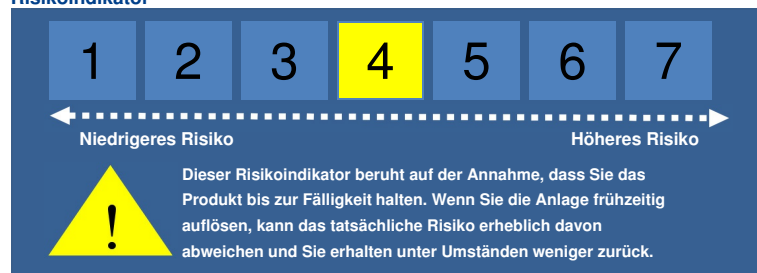 Risikoindikator
1 2 3 4 5 6 7
Niedrigeres Risiko Höheres Risiko
!
Dieser Risikoindikator beruht auf der Annahme, dass Sie das
Produkt bis zur Fälligkeit halten. Wenn Sie die Anlage frühzeitig
auflösen, kann das tatsächliche Risiko erheblich davon
abweichen und Sie erhalten unter Umständen weniger zurück.